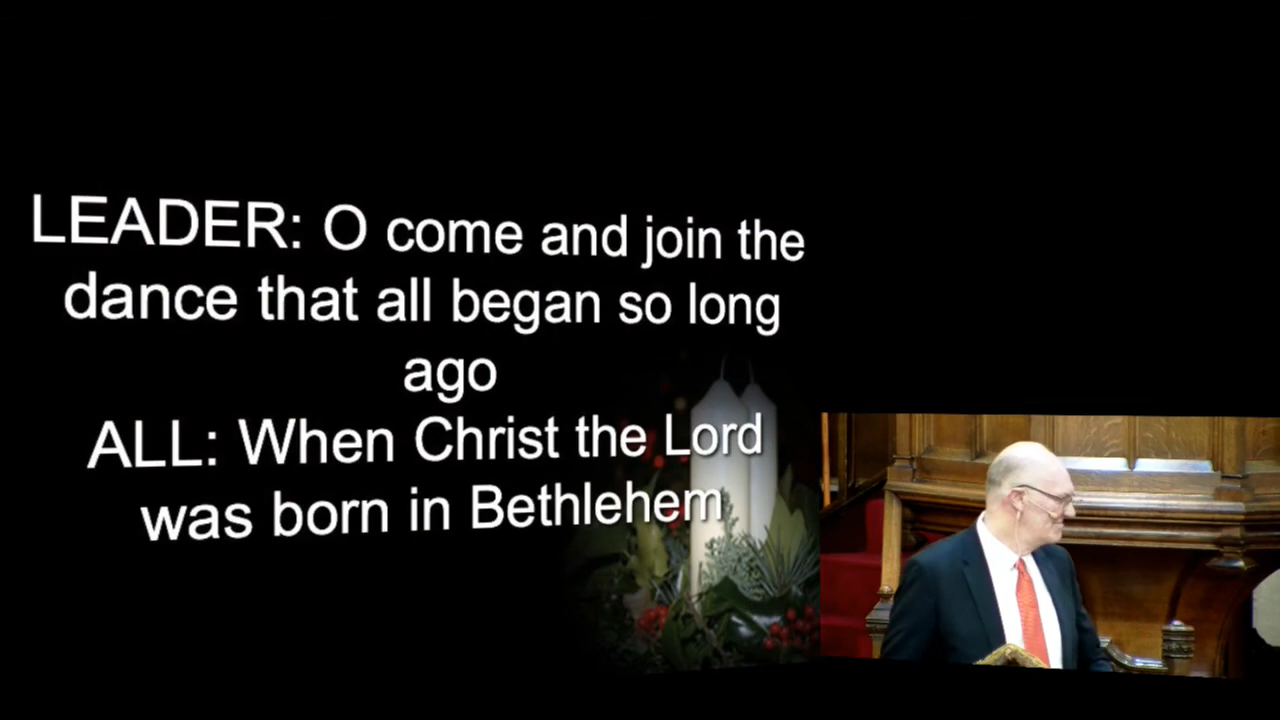 LEADER: O come and join the
dance that all began so long
ago
ALL: When Christ the Lord
was born in Bethlehem